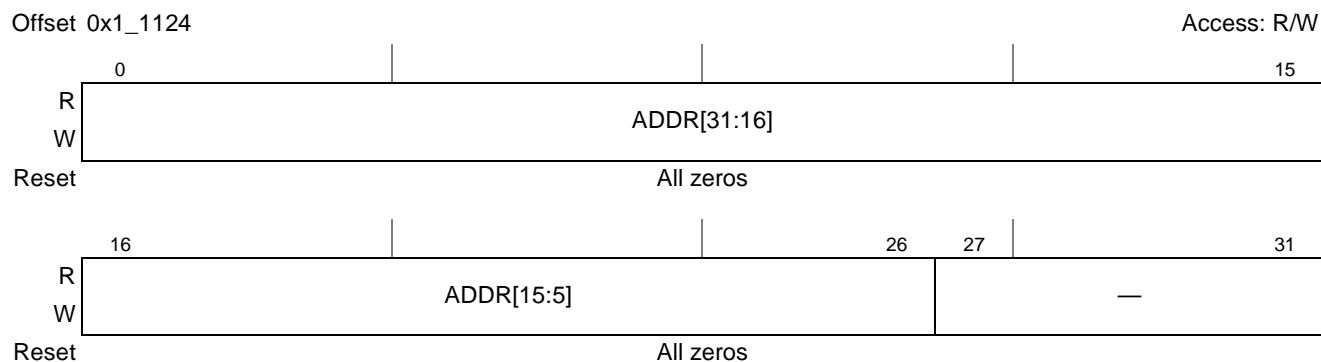 Offset 0x1_1124 Access: R/W
0 15
R
ADDR[31:16]
W
Reset All zeros
16 26 27 31
R
ADDR[15:5] —
W
Reset All zeros